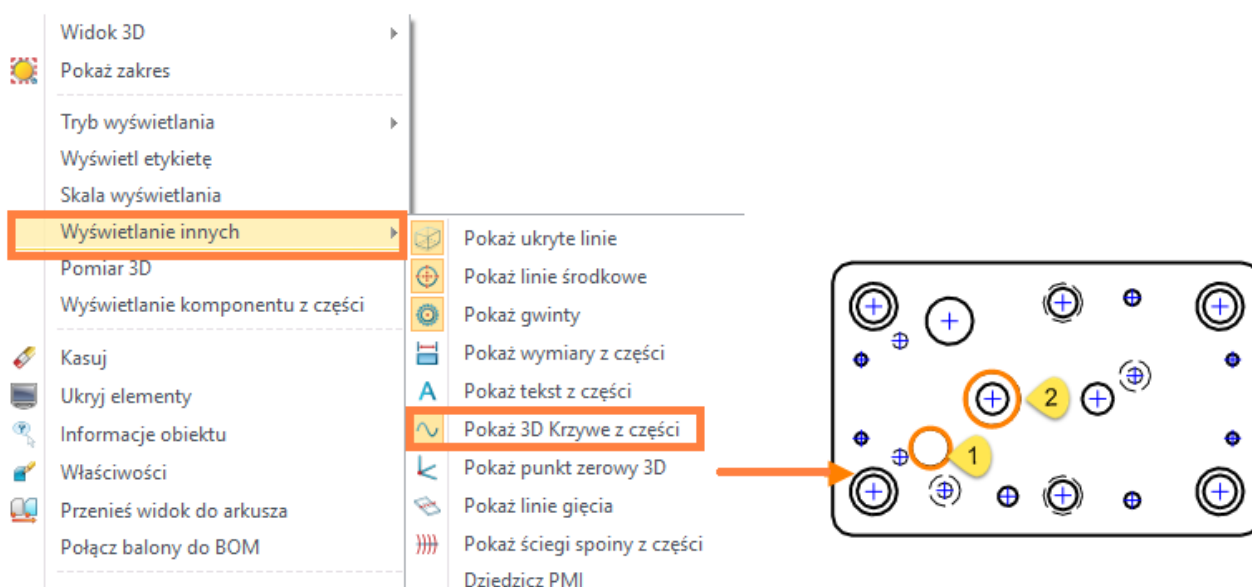 Widok 3D
Pokaż zakres
Tryb wyświetlania
Wyświetl etykietę
Skala wyświetlania
Wyświetlanie innych
Pomiar 3D
Wyświetlanie komponentu z części
Kasuj
Ukryj elementy
Informacje obiektu
Właściwości
Przenieś widok do arkusza
Połącz balony do BOM
Pokaż ukryte linie
Pokaż linie środkowe
Pokaż gwinty
Pokaż wymiary z części
Pokaż tekst z części
Pokaż 3D Krzywe z części
Pokaż punkt zerowy 3D
Pokaż linie gięcia
Pokaż ściegi spoiny z części
Dziedzicz PMI
2
1